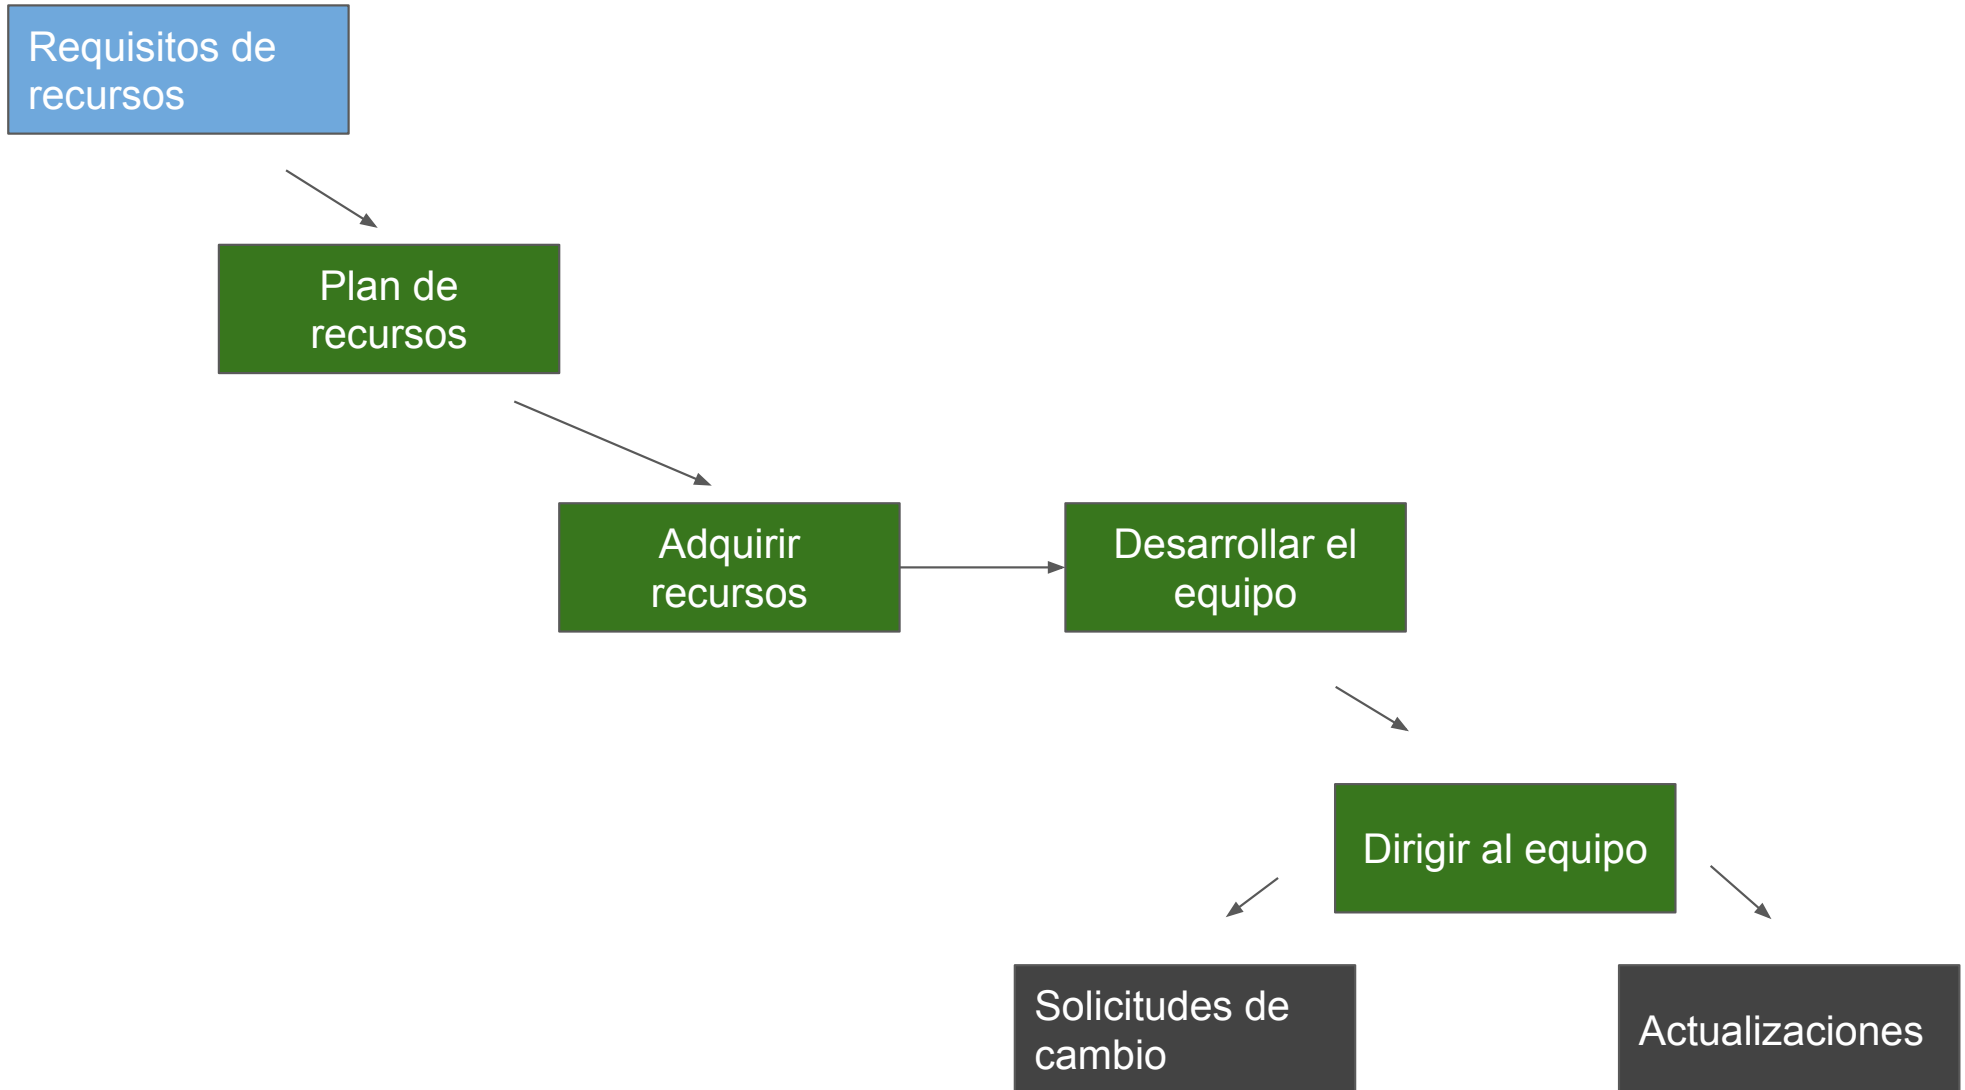 Requisitos de
recursos
Plan de
recursos
Adquirir
recursos
Desarrollar el
equipo
Dirigir al equipo
Solicitudes de
cambio
Actualizaciones